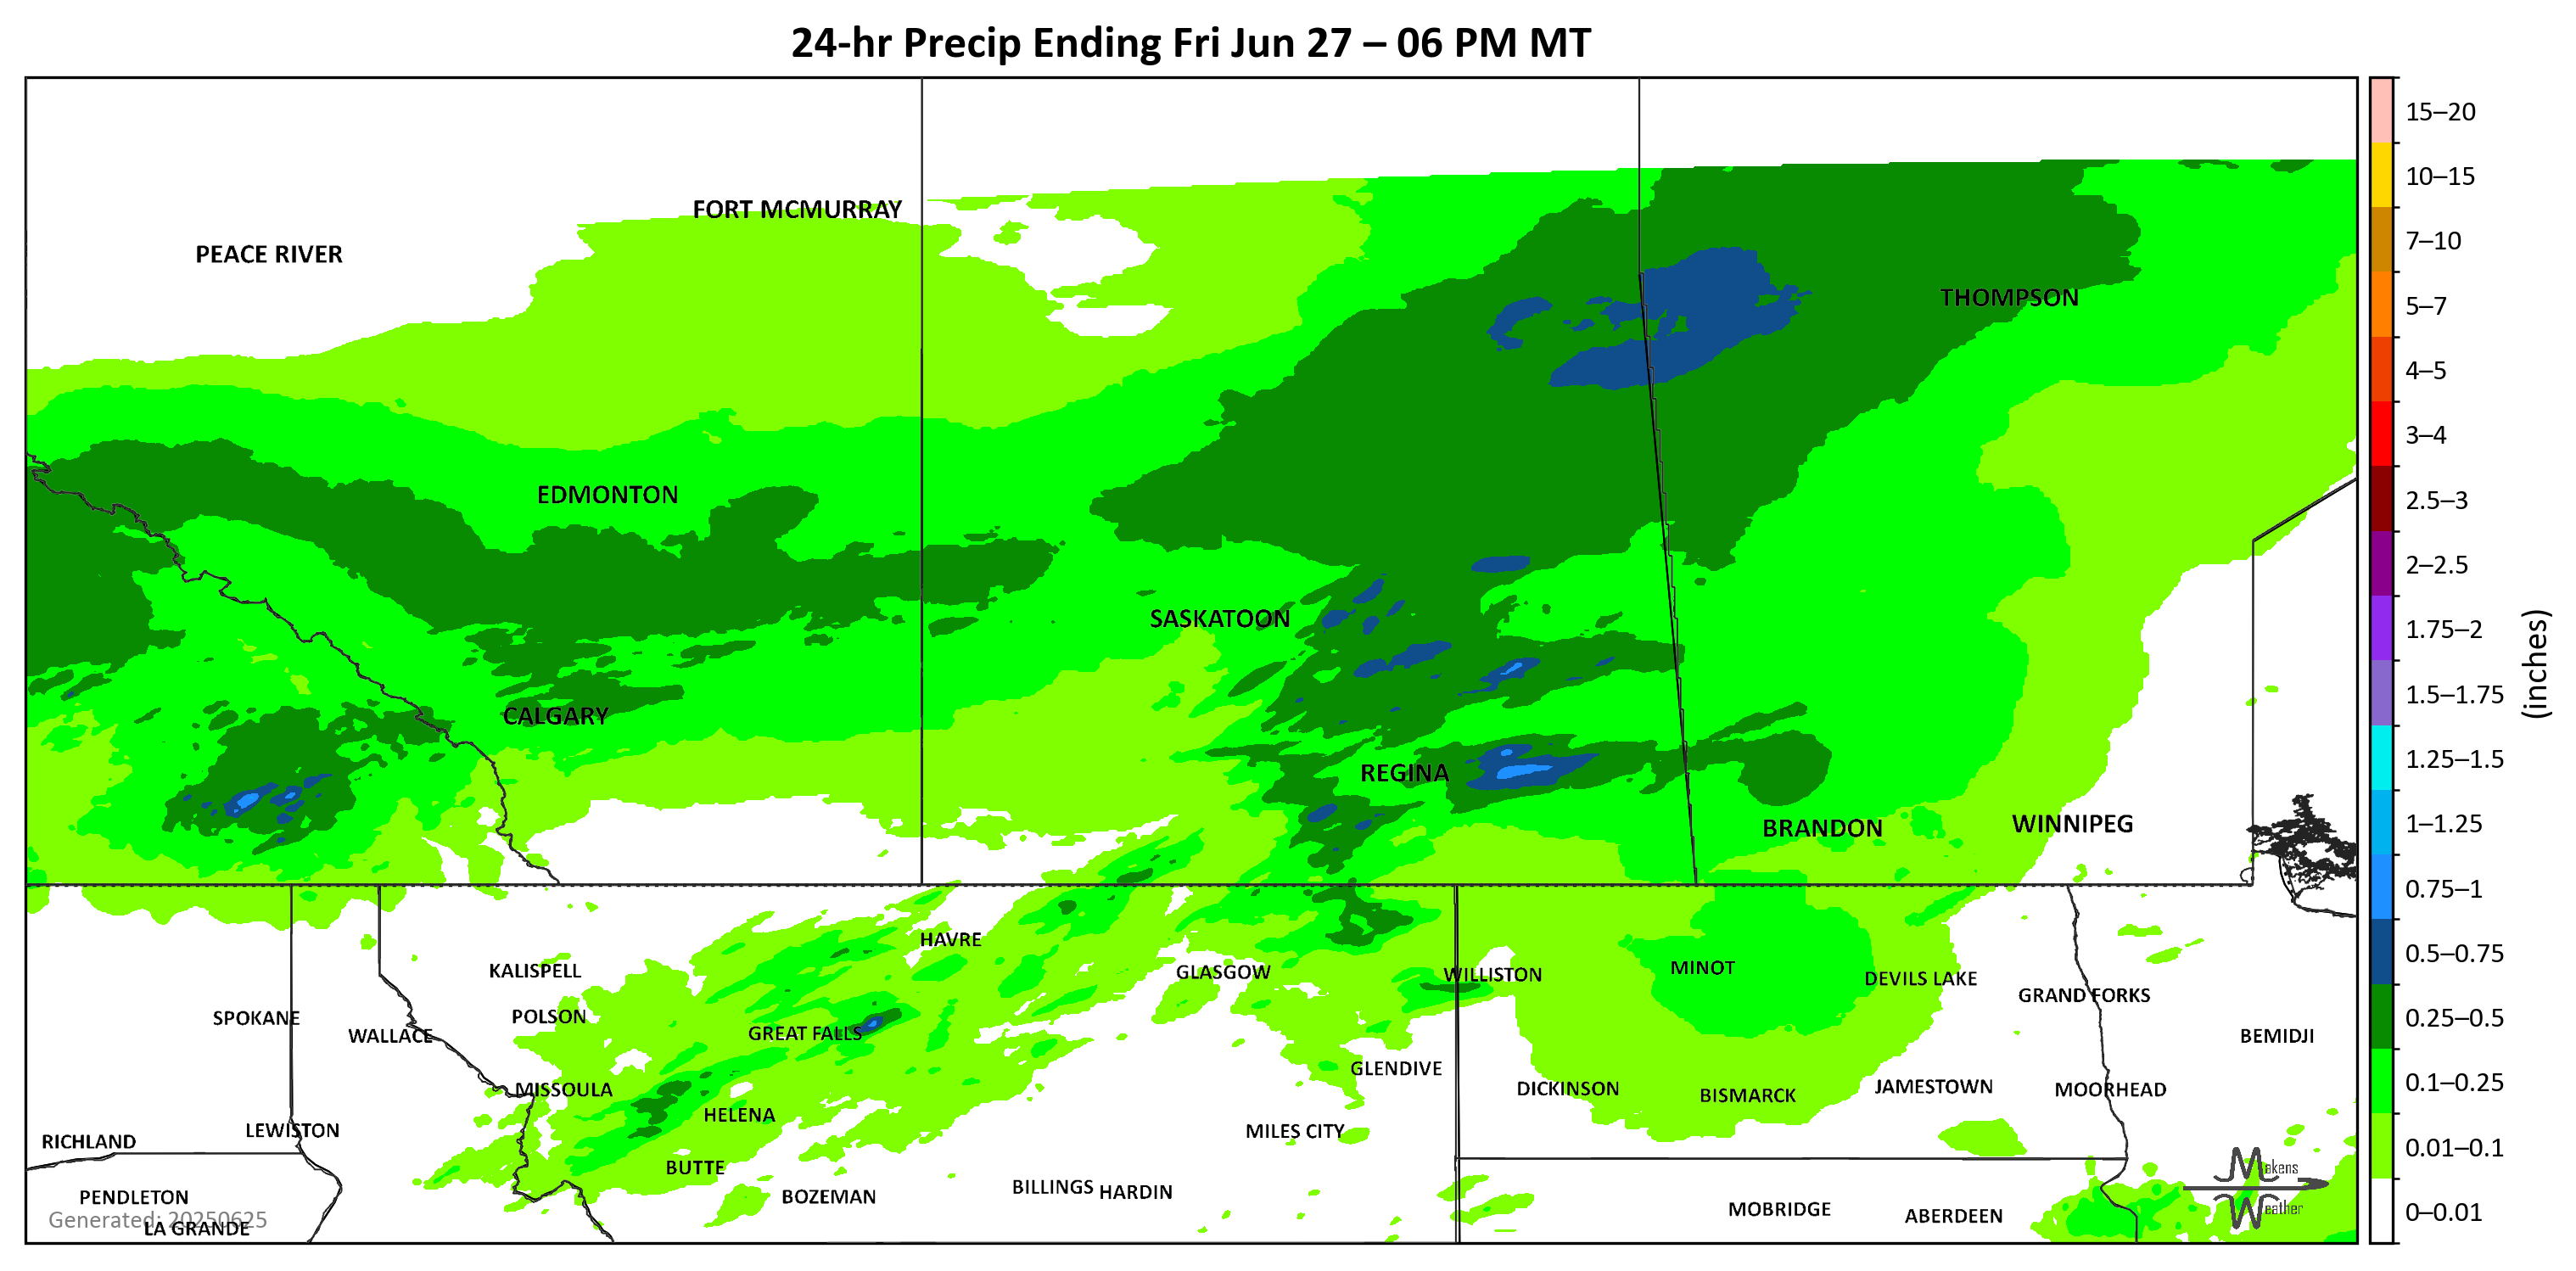 24-hr Precip Ending Fri Jun 27 – 06 PM MT
15–20
10–15
7–10
5–7
4–5
3–4
2.5–3
2–2.5
1.75–2
1.5–1.75
1.25–1.5
1–1.25
0.75–1
0.5–0.75
0.25–0.5
0.1–0.25
0.01–0.1
0–0.01
(inches)
FORT MCMURRAY
PEACE RIVER
THOMPSON
EDMONTON
SASKATOON
CALGARY
REGINA
BRANDON
WINNIPEG
HAVRE
KALISPELL
GLASGOW
WILLISTON
MINOT
DEVILS LAKE
GRAND FORKS
SPOKANE
POLSON
WALLACE
GREAT FALLS
BEMIDJI
GLENDIVE
MISSOULA
DICKINSON
BISMARCK
JAMESTOWN
MOORHEAD
HELENA
LEWISTON
RICHLAND
MILES CITY
BUTTE
PENDLETON
BOZEMAN
BILLINGS
HARDIN
MOBRIDGE
ABERDEEN
Generated: 20250625
LA GRANDE
Makens
Weather